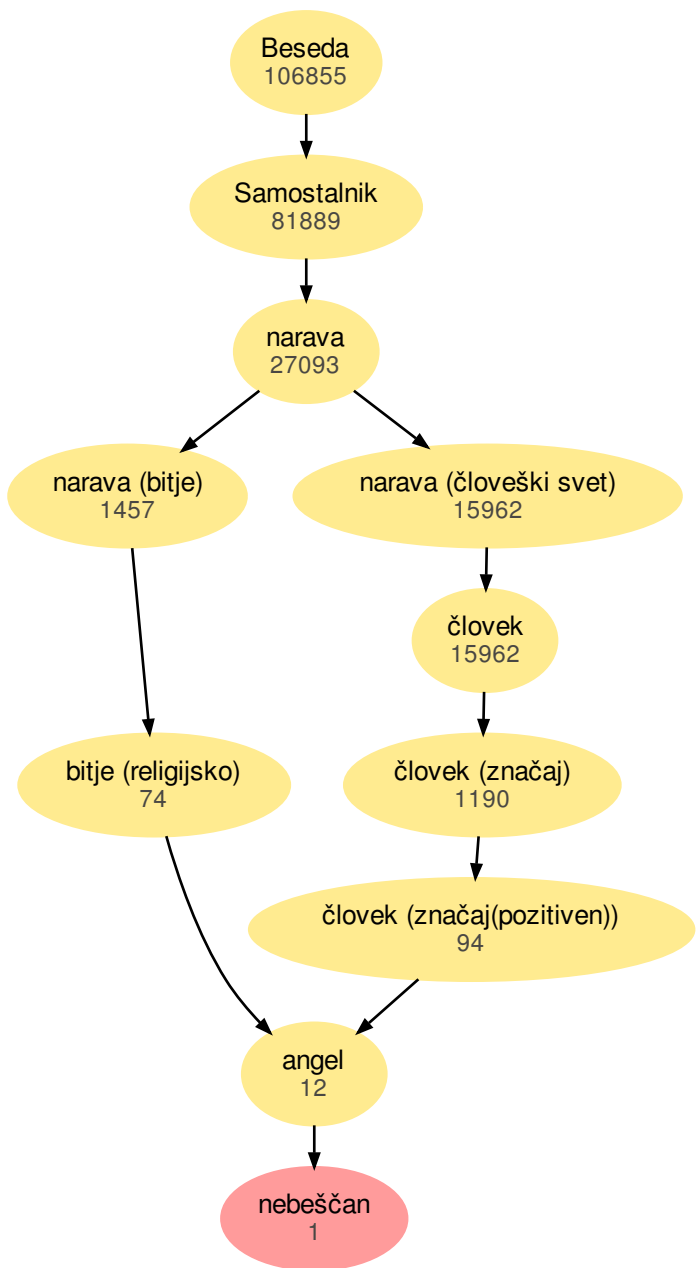 Beseda
106855
Samostalnik
81889
narava
27093
narava (bitje)
1457
narava (človeški svet)
15962
človek
15962
bitje (religijsko)
74
človek (značaj)
1190
človek (značaj(pozitiven))
94
angel
12
nebeščan
1